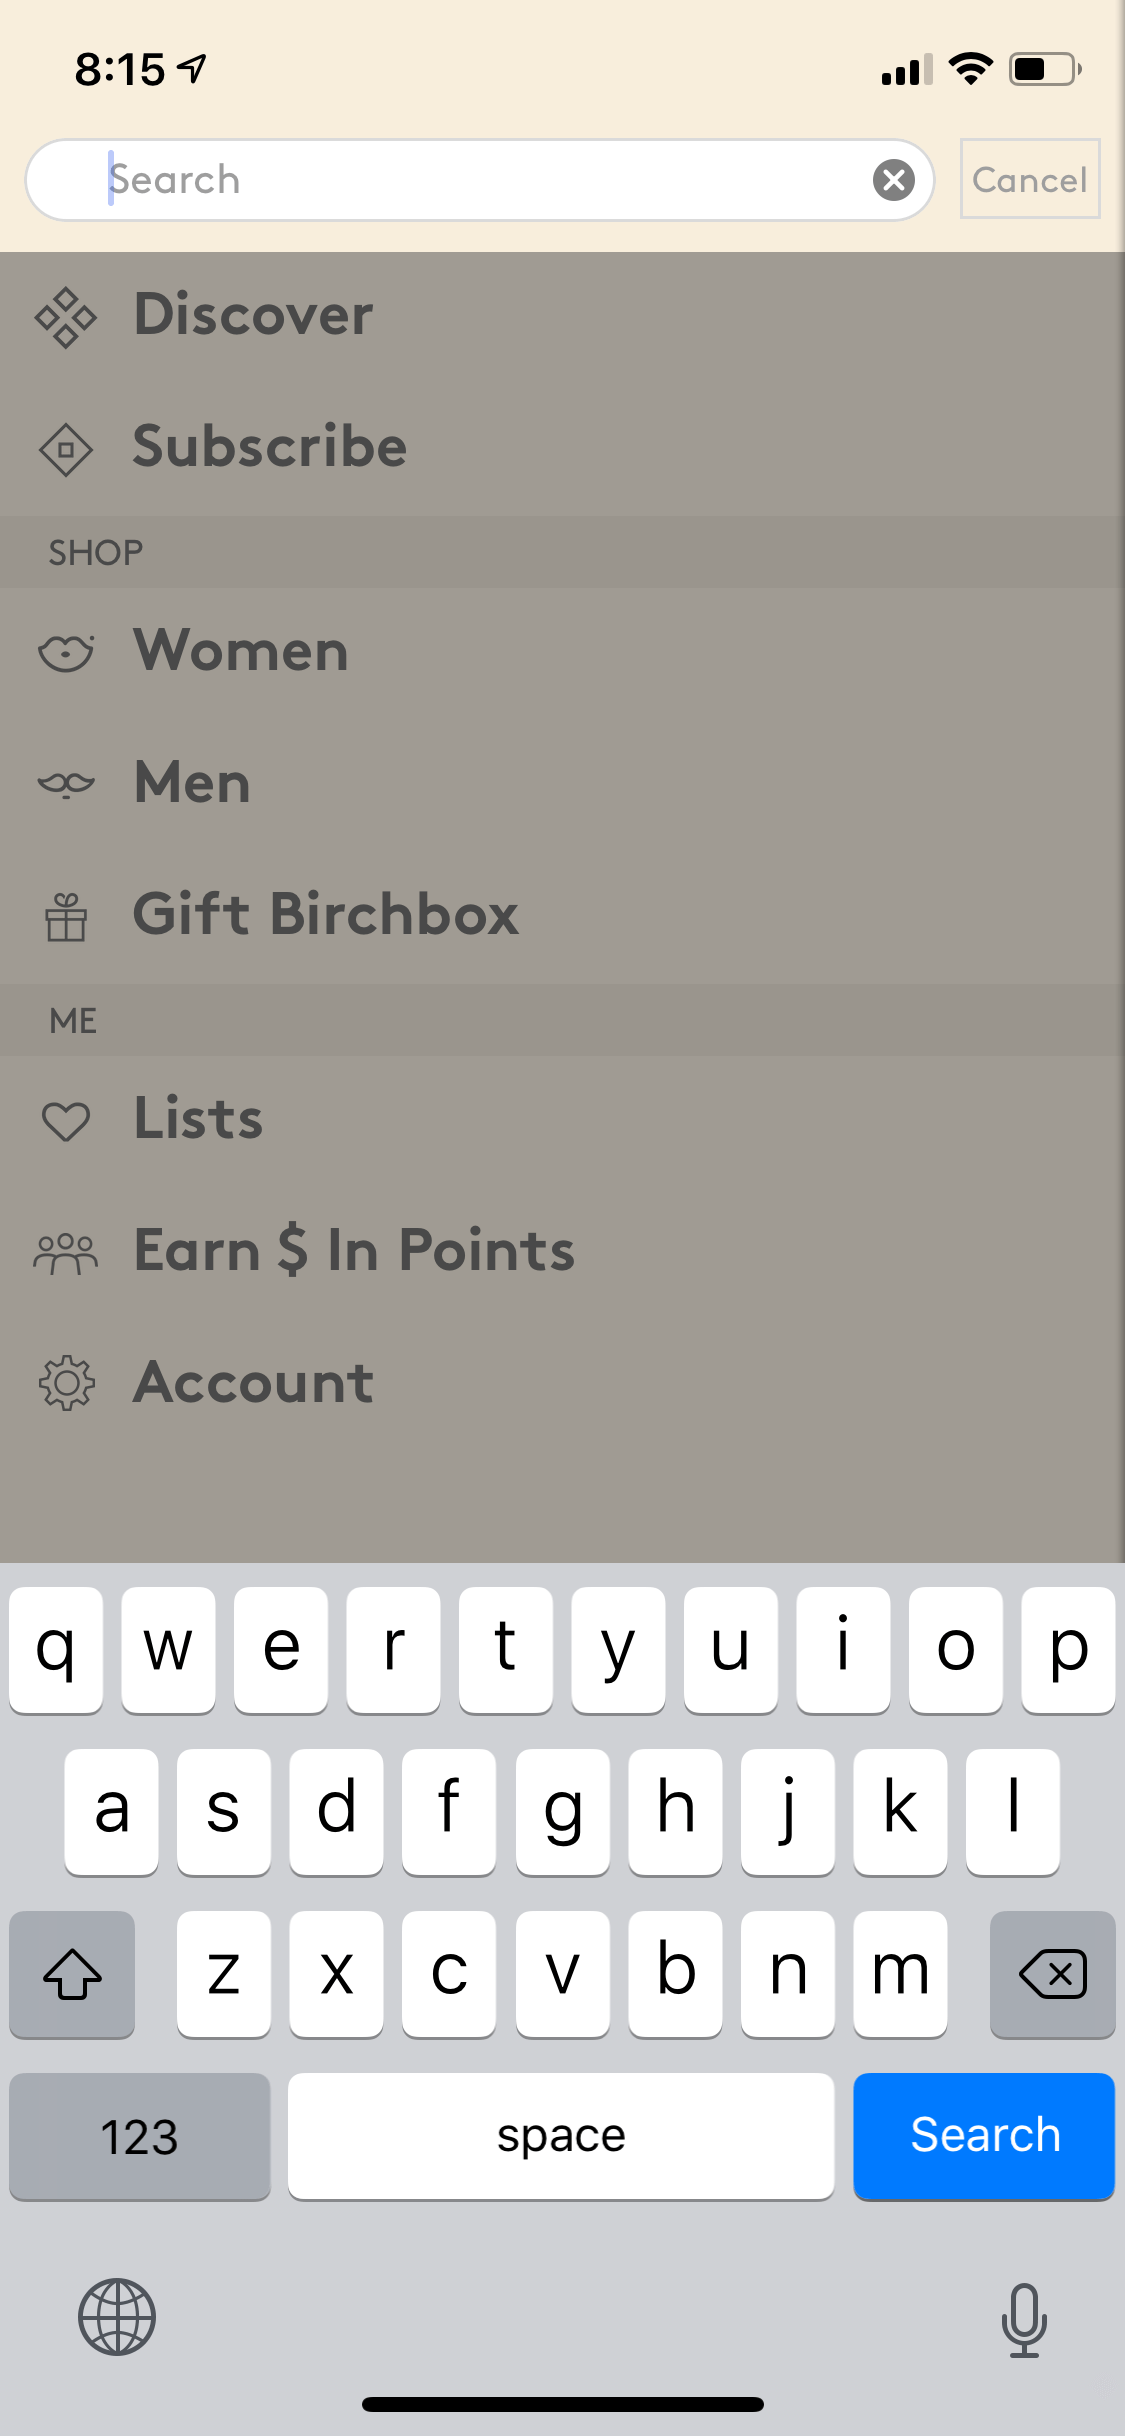 8:15
Search
Cancel
Discover
Subscribe
SHOP
Women
Men
Gift Birchbox
ME
Lists
Earn $ In Points
Account
q w e r t y u i o p
a s d f g h j k l
z x c v b n m
123 space Search